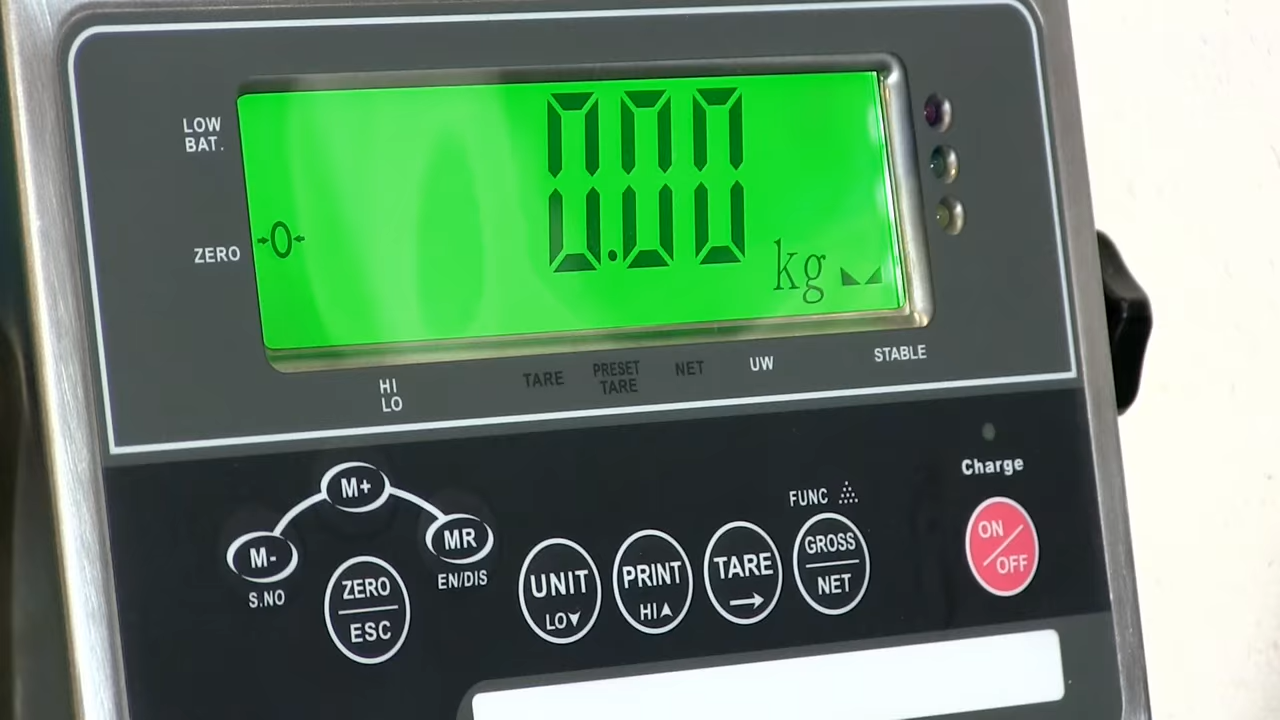 LOW
BAT.
0.00
kg
ZERO
0
HI
LO
TARE
PRESET
TARE
NET
UW
STABLE
Charge
M+
M-
MR
S.NO
EN/DIS
ZERO
ESC
UNIT
LO▼
PRINT
HI▲
TARE
→
FUNC
GROSS
NET
ON
OFF